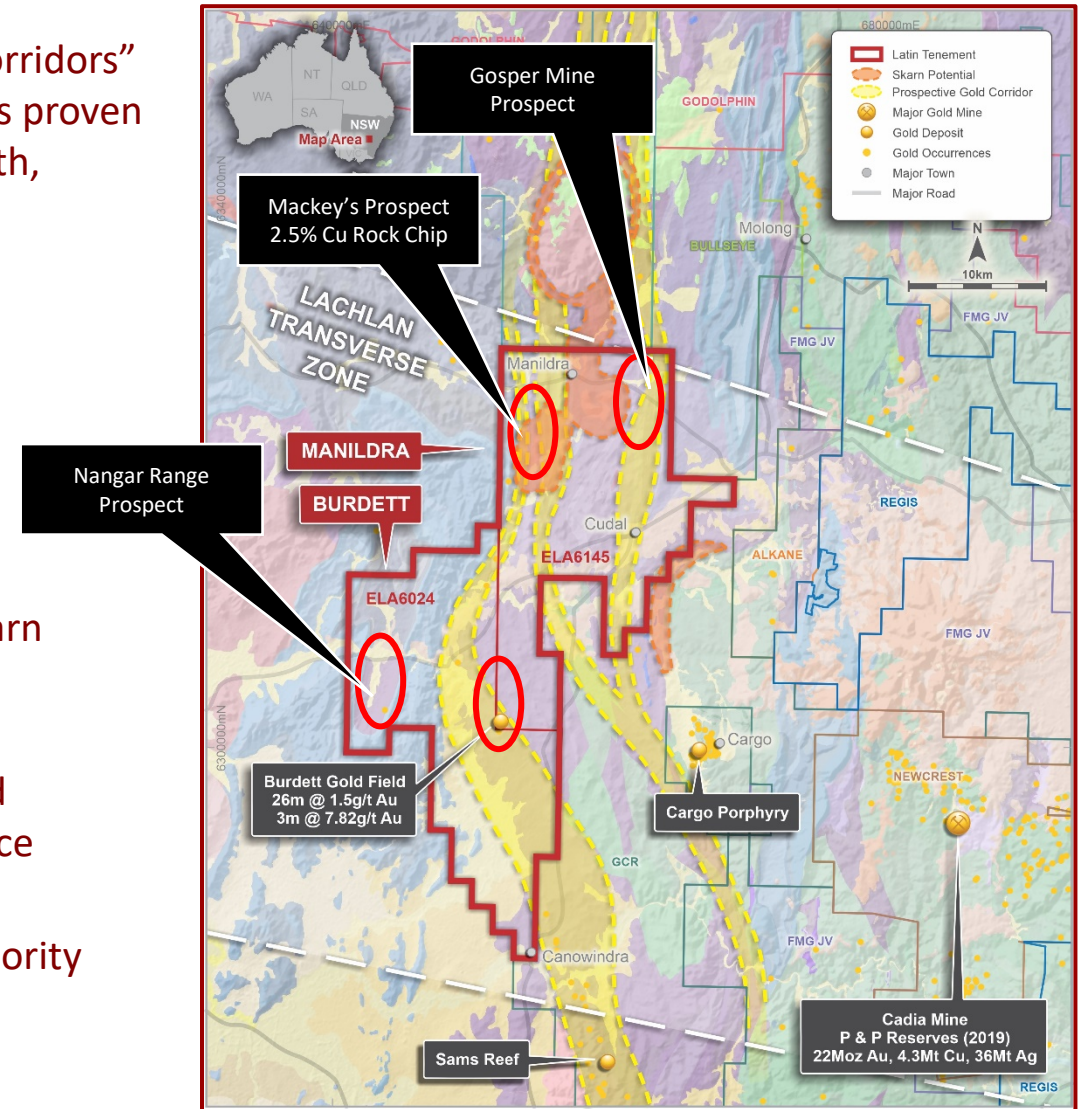 orridors”
s proven
th,
arn
d
ce
ority
640000mE
680000mE
6340000mN
6300000mN
WA
NT
SA
QLD
NSW
Map Area
GODOLPHIN
GODOLPHIN
Gosper Mine
Prospect
Mackey’s Prospect
2.5% Cu Rock Chip
Nangar Range
Prospect
Latin Tenement
Skarn Potential
Prospective Gold Corridor
Major Gold Mine
Gold Deposit
Gold Occurrences
Major Town
Major Road
N
10km
Molong
BULLSEYE
LACHLAN
TRANSVERSE
ZONE
FMG JV
FMG JV
Manildra
MANILDRA
BURDETT
Cudal
REGIS
ELA6145
ALKANE
ELA6024
FMG JV
Burdett Gold Field
26m @ 1.5g/t Au
3m @ 7.82g/t Au
Cargo
Cargo Porphyry
NEWCREST
GCR
FMG JV
Canowindra
Sams Reef
Cadia Mine
P & P Reserves (2019)
22Moz Au, 4.3Mt Cu, 36Mt Ag
REGIS